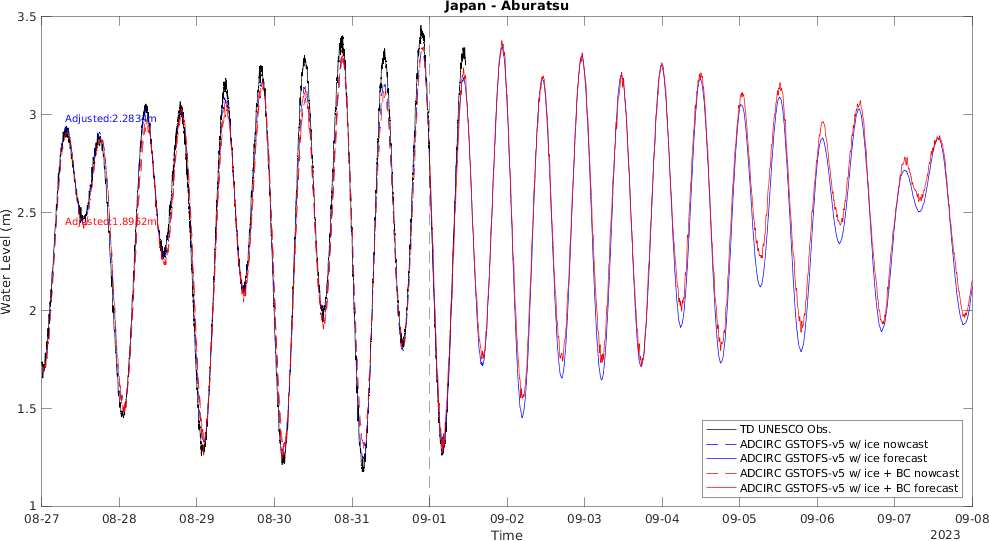 Japan - Aburatsu
Water Level (m)
3.5
3
2.5
2
1.5
1
Adjusted:2.2834m
Adjusted:1.8962m
TD UNESCO Obs.
ADCIRC GSTOFS-v5 w/ ice nowcast
ADCIRC GSTOFS-v5 w/ ice forecast
ADCIRC GSTOFS-v5 w/ ice + BC nowcast
ADCIRC GSTOFS-v5 w/ ice + BC forecast
08-27 08-28 08-29 08-30 08-31 09-01 09-02 09-03 09-04 09-05 09-06 09-07 09-08
Time
2023